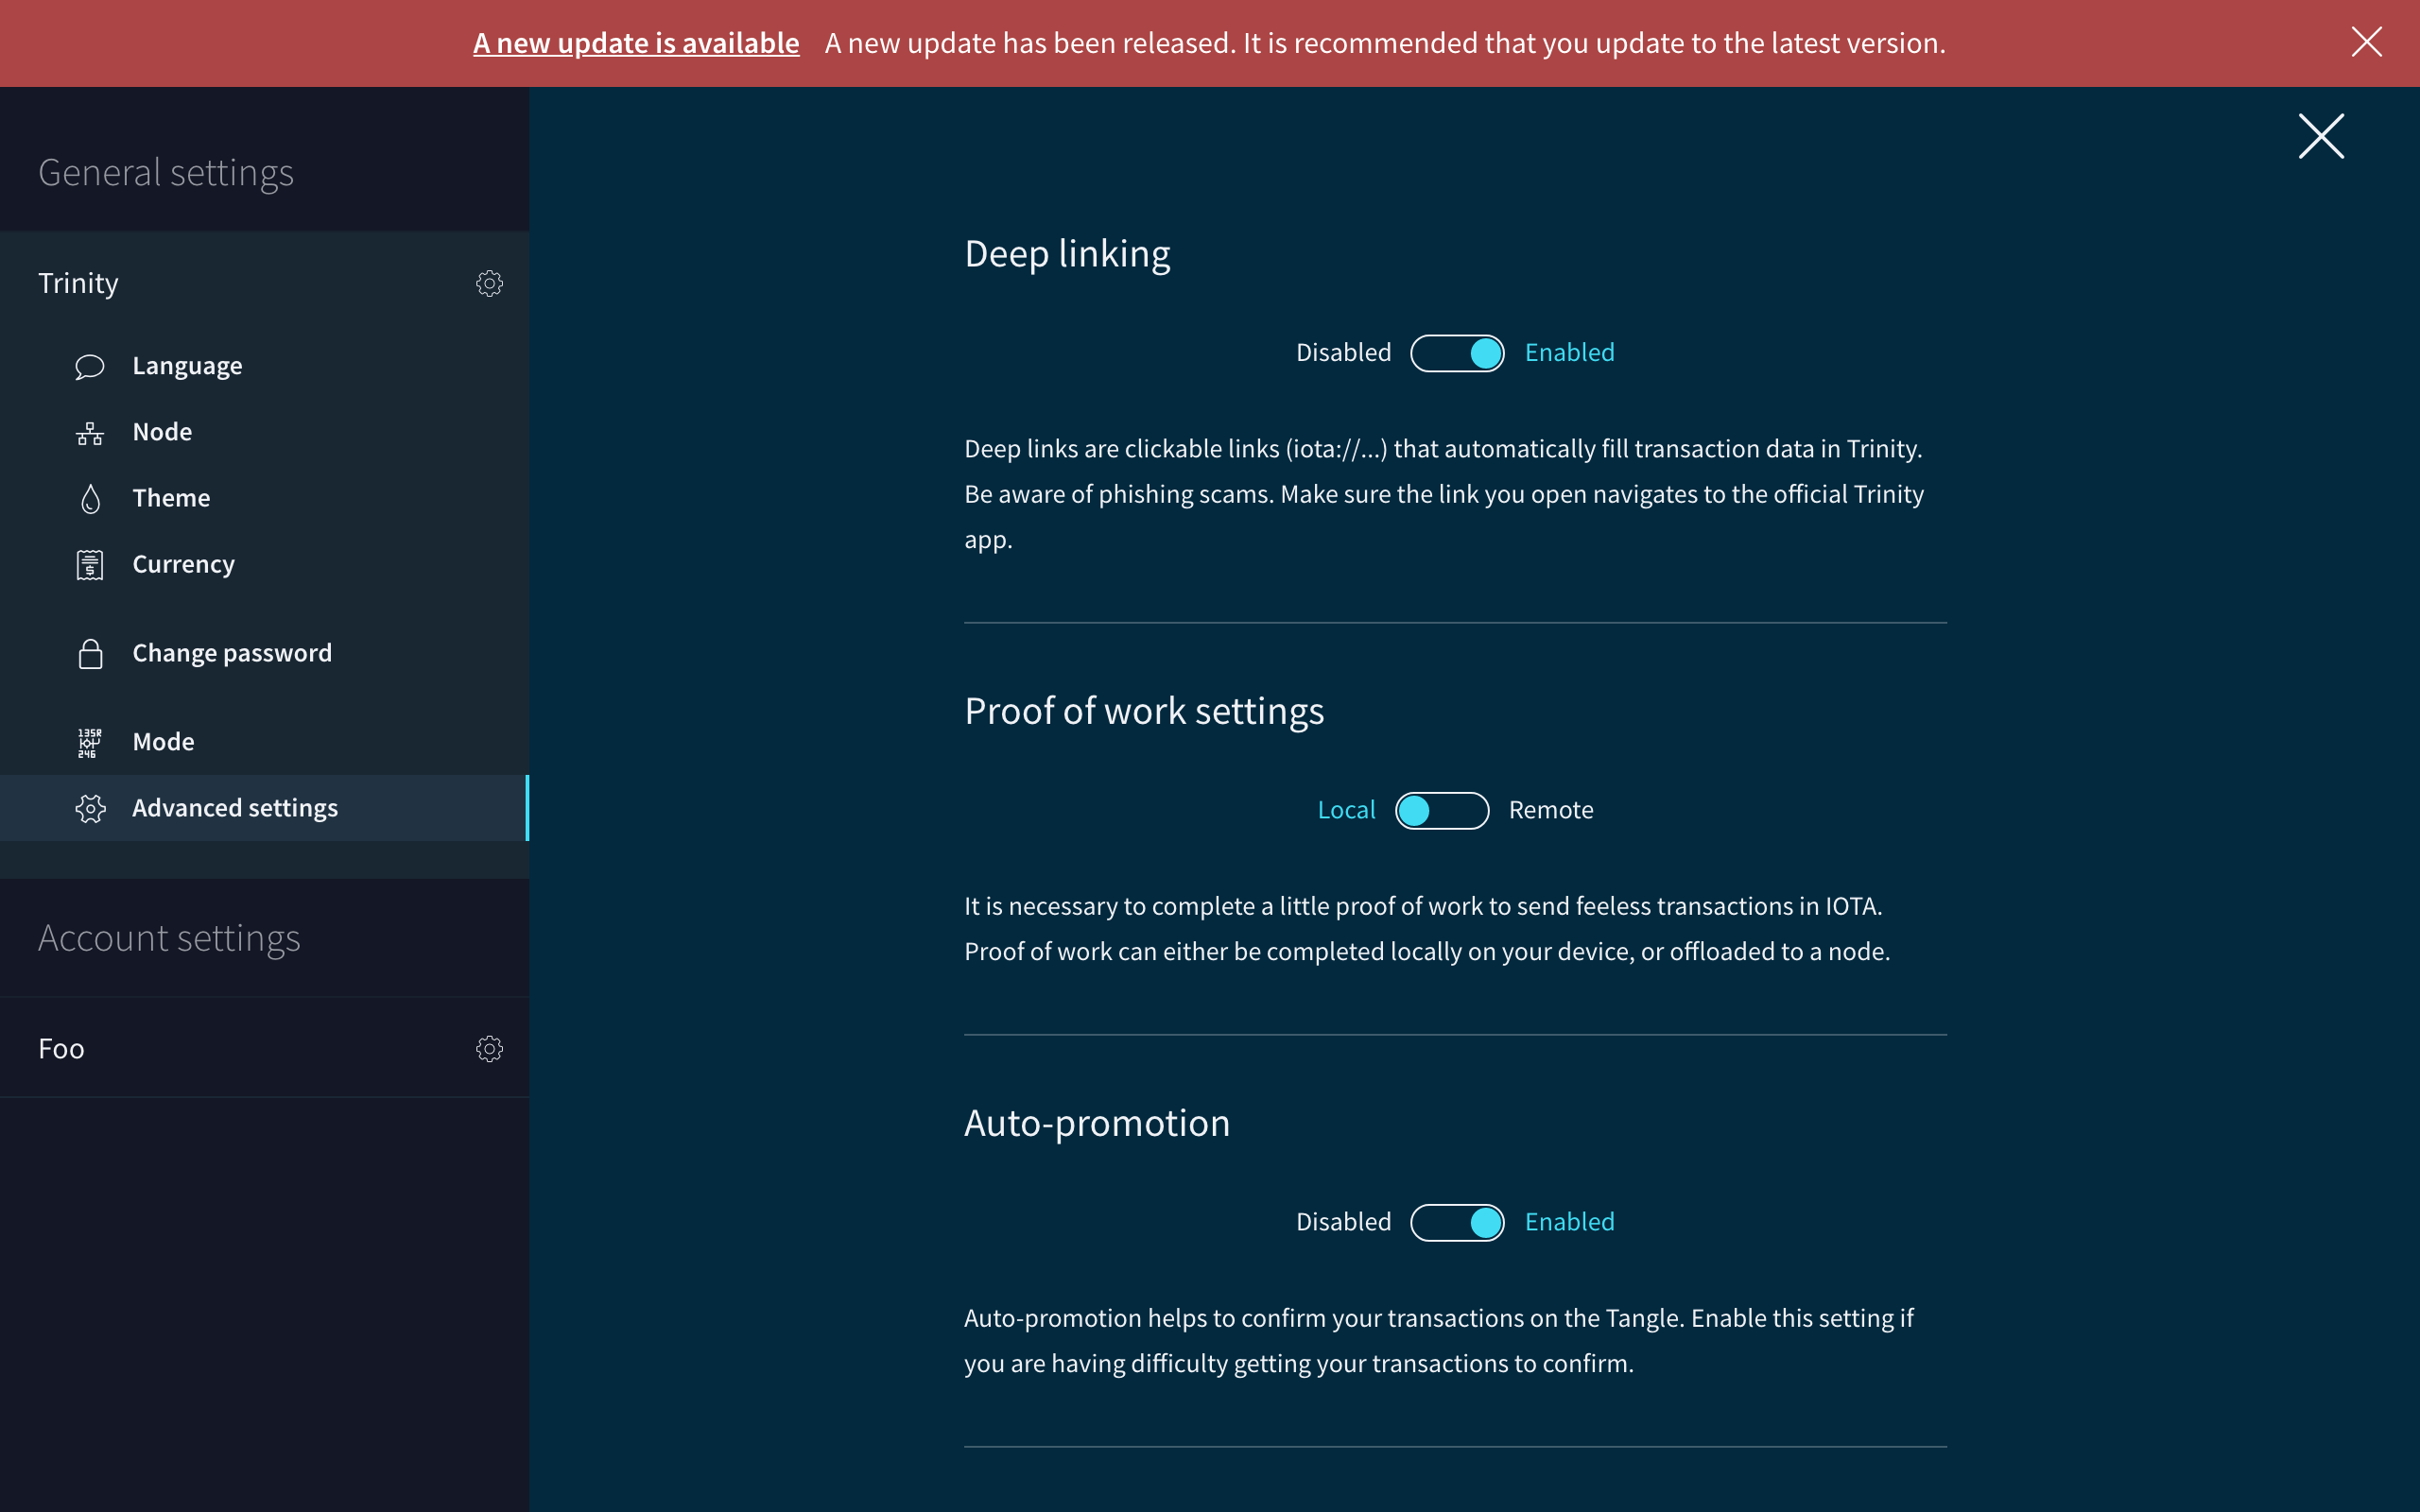 A new update is available A new update has been released. It is recommended that you update to the latest version.
General settings
Trinity
Language
Node
Theme
Currency
Change password
Mode
Advanced settings
Account settings
Foo
Deep linking
Disabled Enabled
Deep links are clickable links (iota://...) that automatically fill transaction data in Trinity.
Be aware of phishing scams. Make sure the link you open navigates to the official Trinity
app.
Proof of work settings
Local Remote
It is necessary to complete a little proof of work to send feeless transactions in IOTA.
Proof of work can either be completed locally on your device, or offloaded to a node.
Auto-promotion
Disabled Enabled
Auto-promotion helps to confirm your transactions on the Tangle. Enable this setting if
you are having difficulty getting your transactions to confirm.